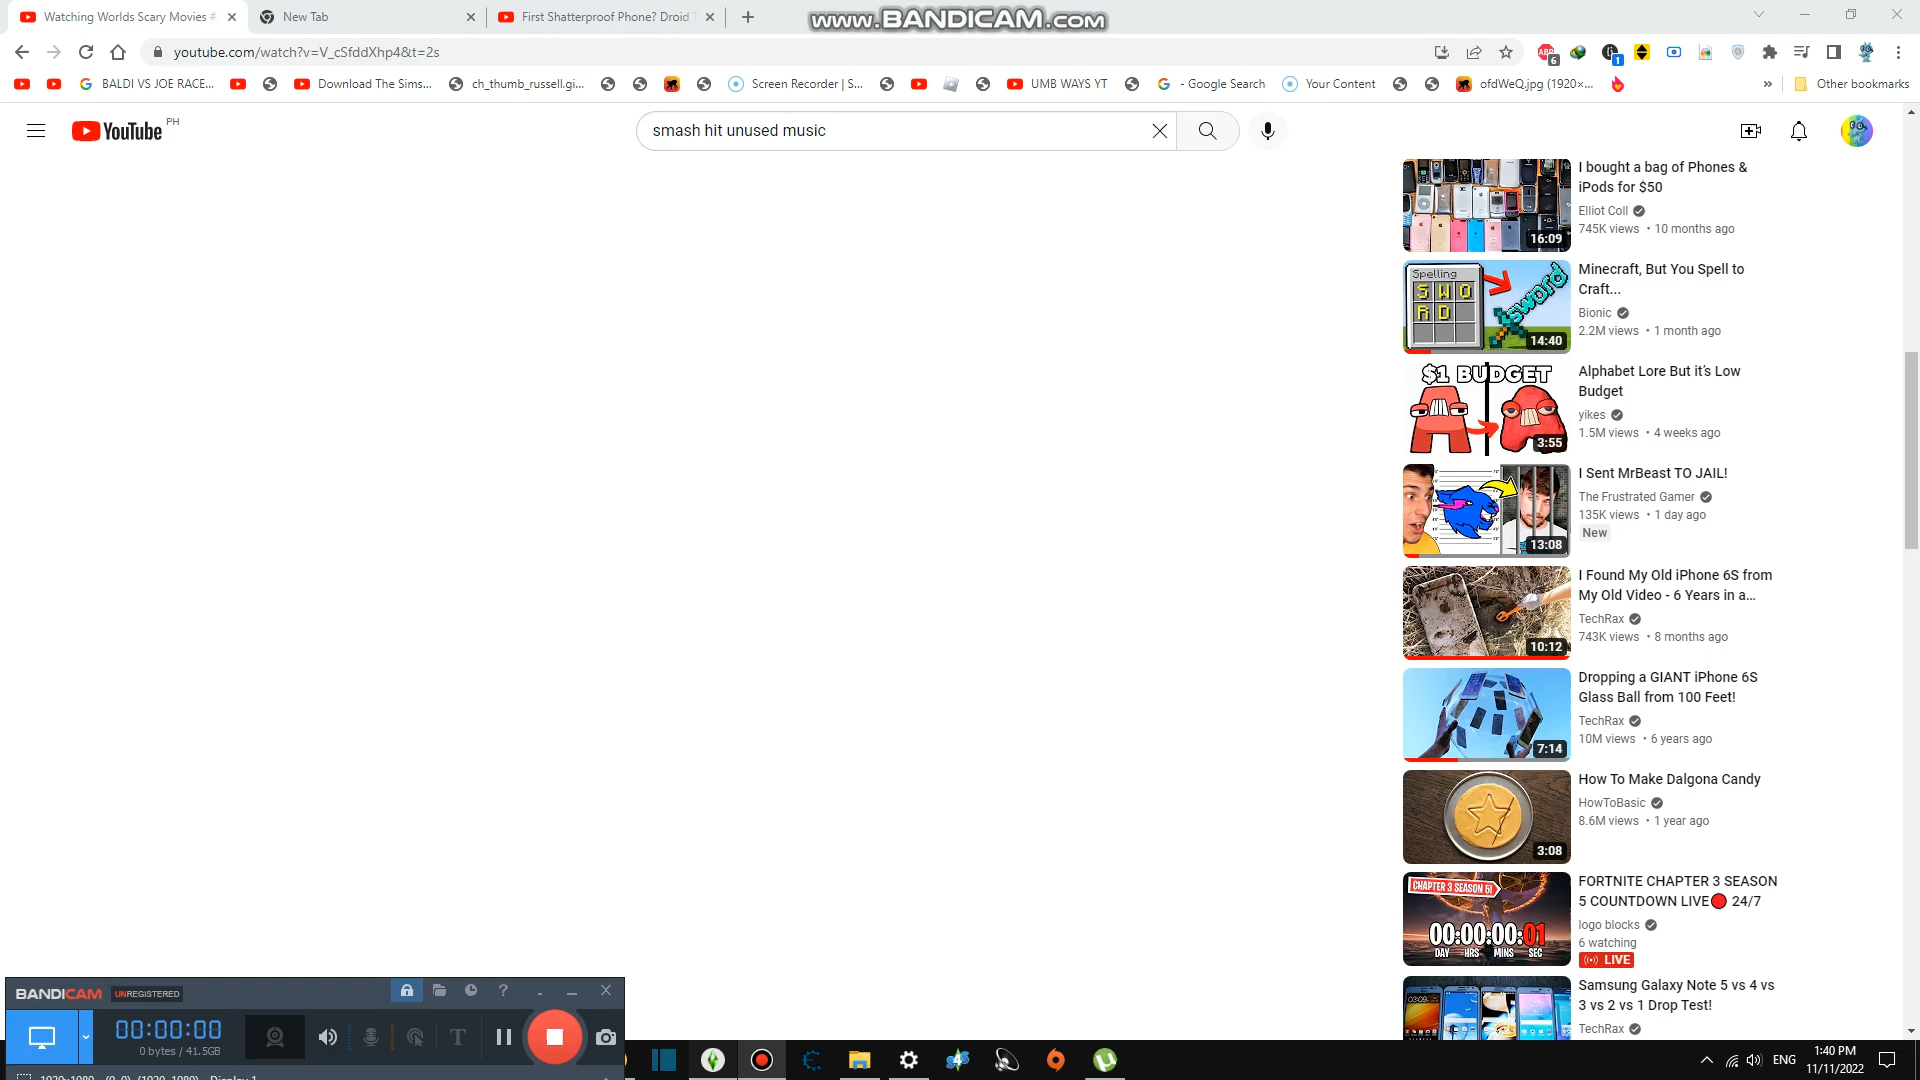 Watching Worlds Scary Movies #
New Tab
First Shatterproof Phone? Droid
www.BANDICAM.com
youtube.com/watch?v=V_cSfddXhp4&t=2s
BALDI VS JOE RACE...
Download The Sims...
ch_thumb_russell.gi...
Screen Recorder | S...
UMB WAYS YT
- Google Search
Your Content
ofdWeQ.jpg (1920×...
»
Other bookmarks
YouTube PH
smash hit unused music
16:09
I bought a bag of Phones &
iPods for $50
Elliot Coll
745K views • 10 months ago
Spelling
S W O
R D
sword
14:40
Minecraft, But You Spell to
Craft...
Bionic
2.2M views • 1 month ago
$1 BUDGET
3:55
Alphabet Lore But it's Low
Budget
yikes
1.5M views • 4 weeks ago
13:08
I Sent MrBeast TO JAIL!
The Frustrated Gamer
135K views • 1 day ago
New
10:12
I Found My Old iPhone 6S from
My Old Video - 6 Years in a...
TechRax
743K views • 8 months ago
7:14
Dropping a GIANT iPhone 6S
Glass Ball from 100 Feet!
TechRax
10M views • 6 years ago
3:08
How To Make Dalgona Candy
HowToBasic
8.6M views • 1 year ago
CHAPTER 3 SEASON 5!
00:00:00:01
DAY HRS MINS SEC
FORTNITE CHAPTER 3 SEASON
5 COUNTDOWN LIVE🔴 24/7
logo blocks
6 watching
LIVE
Samsung Galaxy Note 5 vs 4 vs
3 vs 2 vs 1 Drop Test!
TechRax
BANDICAM UNREGISTERED
00:00:00
0 bytes / 41.5GB
1920x1080 - (0, 0), (1920, 1080) - Display 1
ENG
1:40 PM
11/11/2022